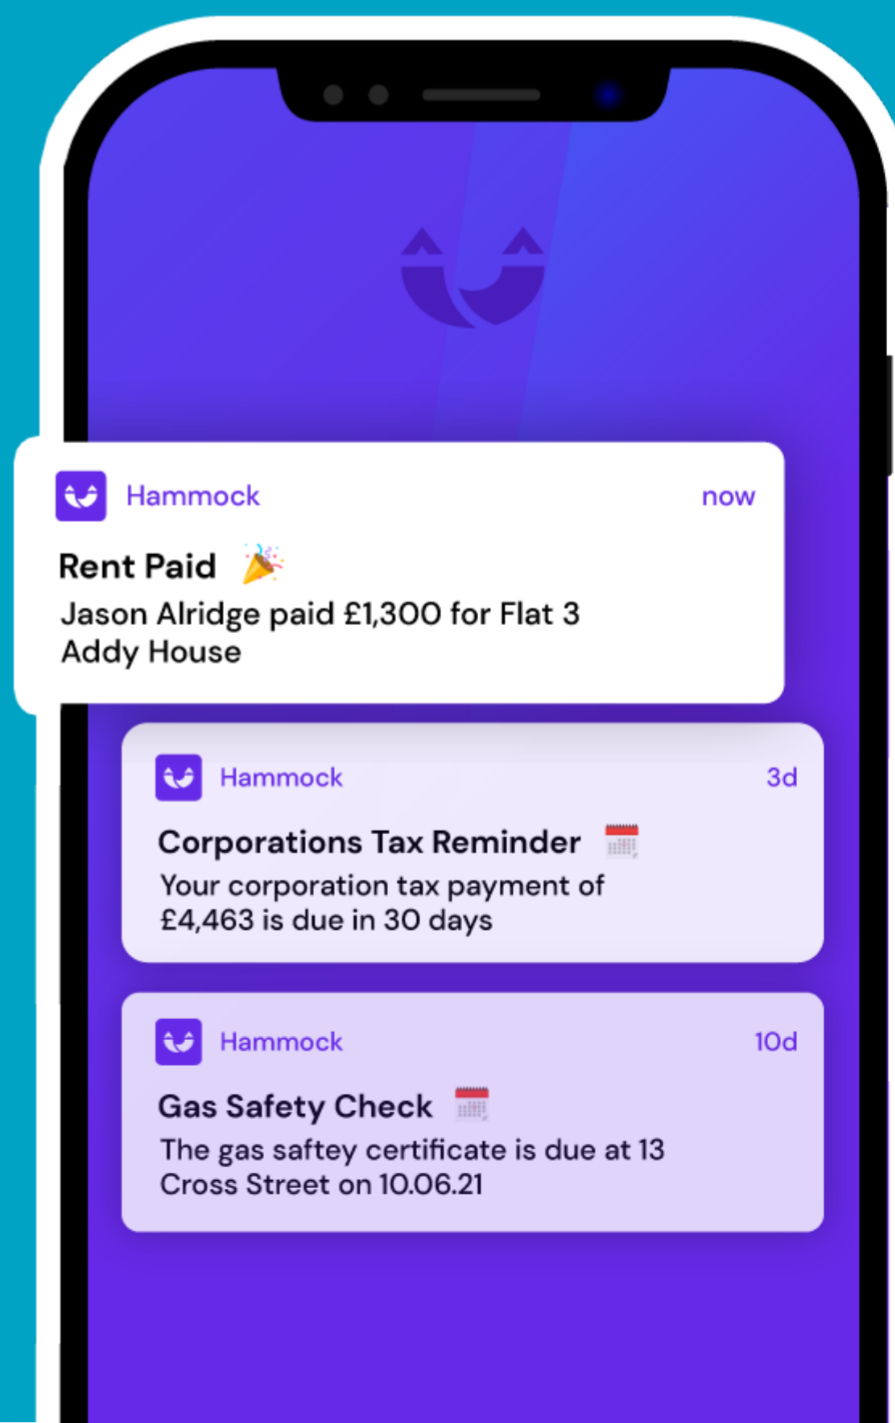 Hammock now
Rent Paid
Jason Alridge paid £1,300 for Flat 3
Addy House
Hammock 3d
Corporations Tax Reminder
Your corporation tax payment of
£4,463 is due in 30 days
Hammock 10d
Gas Safety Check
The gas saftey certificate is due at 13
Cross Street on 10.06.21